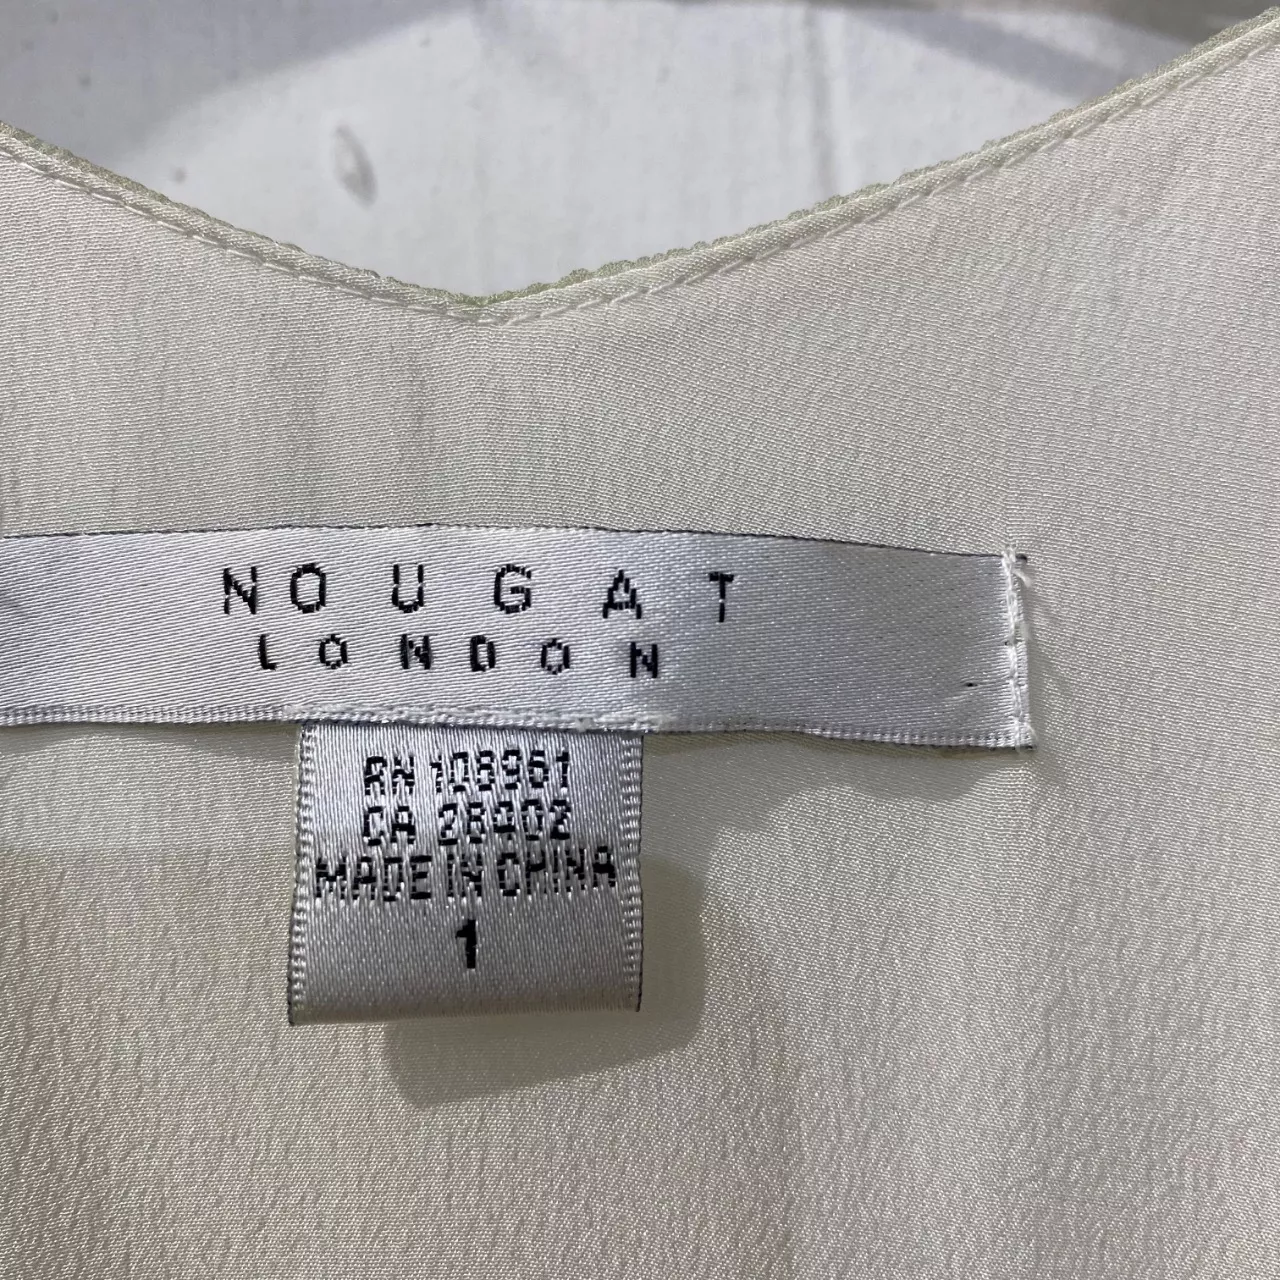 NOUGAT
LONDON
RN 108961
CA 28402
MADE IN CHINA
1